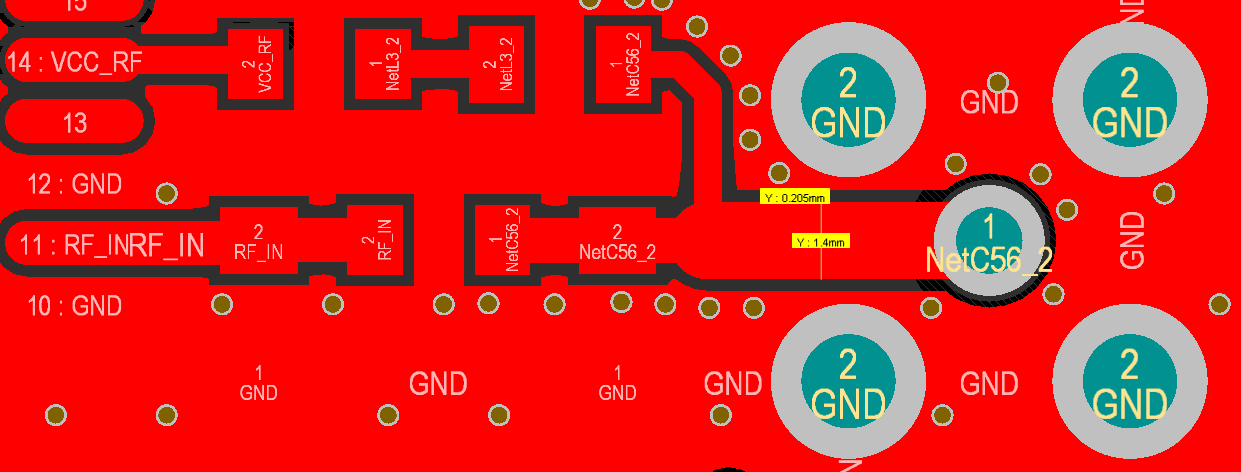 15
14 : VCC_RF
2
VCC_RF
1
NetL3_2
2
NetL3_2
1
NetC56_2
2
GND
GND
2
GND
13
12 : GND
Y : 0.205mm
11 : RF_IN
RF_IN
2
RF_IN
2
RF_IN
1
NetC56_2
2
NetC56_2
Y : 1.4mm
1
NetC56_2
GND
10 : GND
1
GND
GND
1
GND
GND
2
GND
GND
2
GND